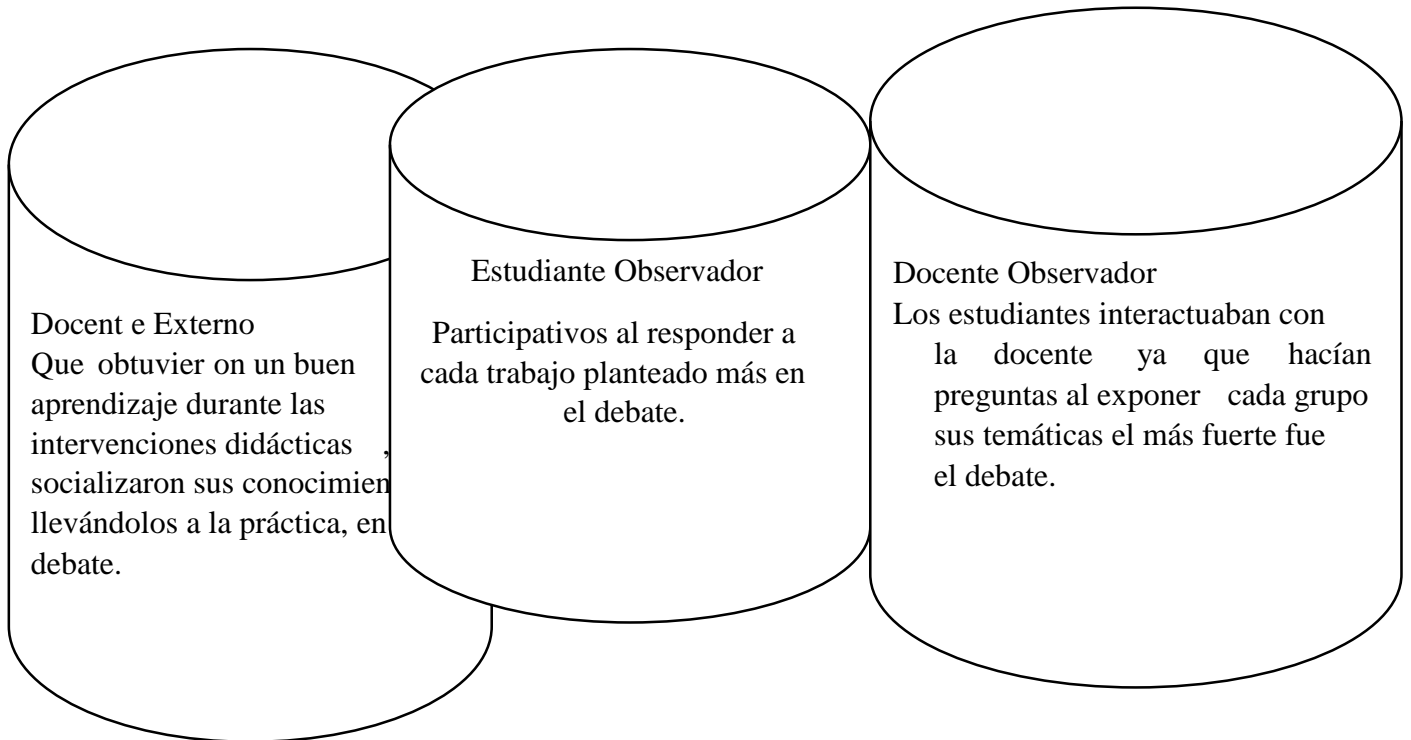 Docent e Externo
Que obtuvier on un buen
aprendizaje durante las
intervenciones didácticas ,
socializaron sus conocimien
llevándolos a la práctica, en
debate.
Estudiante Observador
Participativos al responder a
cada trabajo planteado más en
el debate.
Docente Observador
Los estudiantes interactuaban con
la docente ya que hacían
preguntas al exponer cada grupo
sus temáticas el más fuerte fue
el debate.